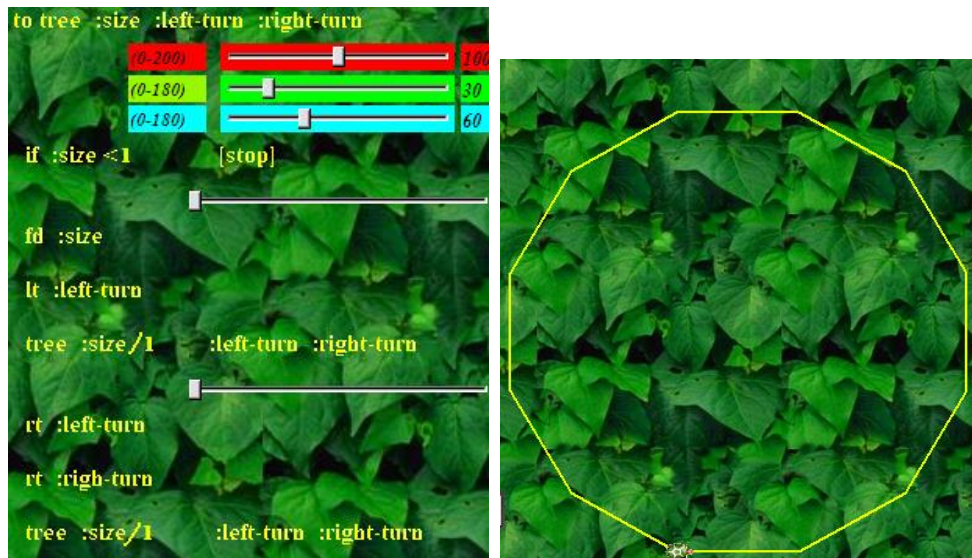 to tree :size :left-turn :right-turn
(0-200) 100
(0-180) 30
(0-180) 60
if :size <1 [stop]
fd :size
lt :left-turn
tree :size/1 :left-turn :right-turn
rt :left-turn
rt :righ-turn
tree :size/1 :left-turn :right-turn